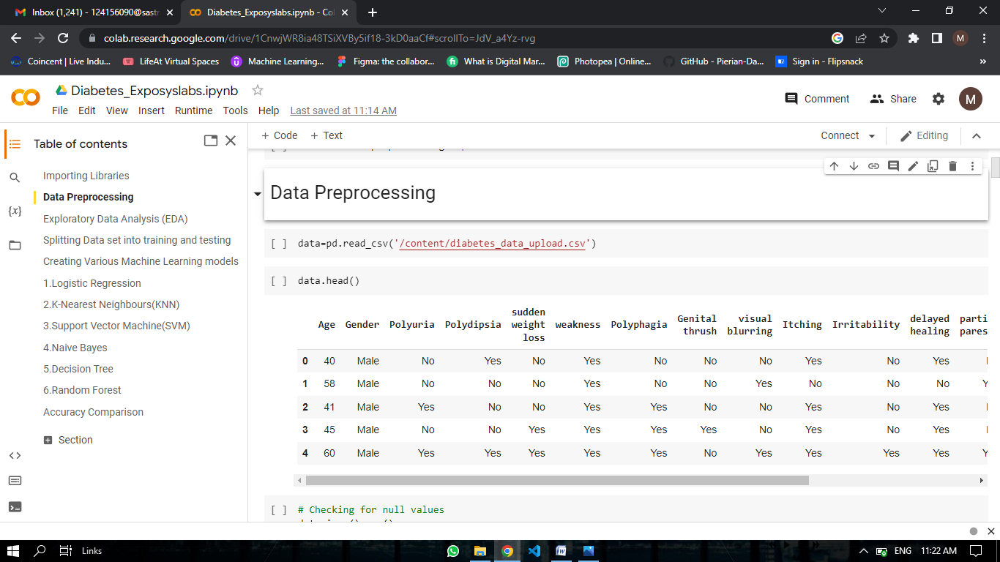 Inbox (1,241) - 124156090@sastr
Diabetes_Exposyslabs.ipynb - Col
colab.research.google.com/drive/1CnwjWR8ia48TSiXVBy5if18-3kD0aaCf#scrollTo=JdV_a4Yz-rvg
M
Coincent | Live Indu... LifeAt Virtual Spaces Machine Learning... Figma: the collabor... What is Digital Mar... Photopea | Online... GitHub - Pierian-Da... Sign in - Flipsnack »
Diabetes_Exposyslabs.ipynb
File Edit View Insert Runtime Tools Help Last saved at 11:14 AM
Comment Share M
+ Code + Text Connect Editing
Table of contents
Importing Libraries
Data Preprocessing
Exploratory Data Analysis (EDA)
Splitting Data set into training and testing
Creating Various Machine Learning models
1.Logistic Regression
2.K-Nearest Neighbours(KNN)
3.Support Vector Machine(SVM)
4.Naive Bayes
5.Decision Tree
6.Random Forest
Accuracy Comparison
Section
{x}
<>
Data Preprocessing
[ ] data=pd.read_csv('/content/diabetes_data_upload.csv')
[ ] data.head()
Age Gender Polyuria Polydipsia sudden weight loss weakness Polyphagia Genital thrush visual blurring Itching Irritability delayed healing parti pares
0 40 Male No Yes No Yes No No No Yes No Yes
1 58 Male No No No Yes No No Yes No No No Y
2 41 Male Yes No No Yes Yes No No Yes No Yes
3 45 Male No No Yes Yes Yes Yes No Yes No Yes
4 60 Male Yes Yes Yes Yes Yes No Yes Yes Yes Yes Y
[ ] # Checking for null values
Links
ENG 11:22 AM